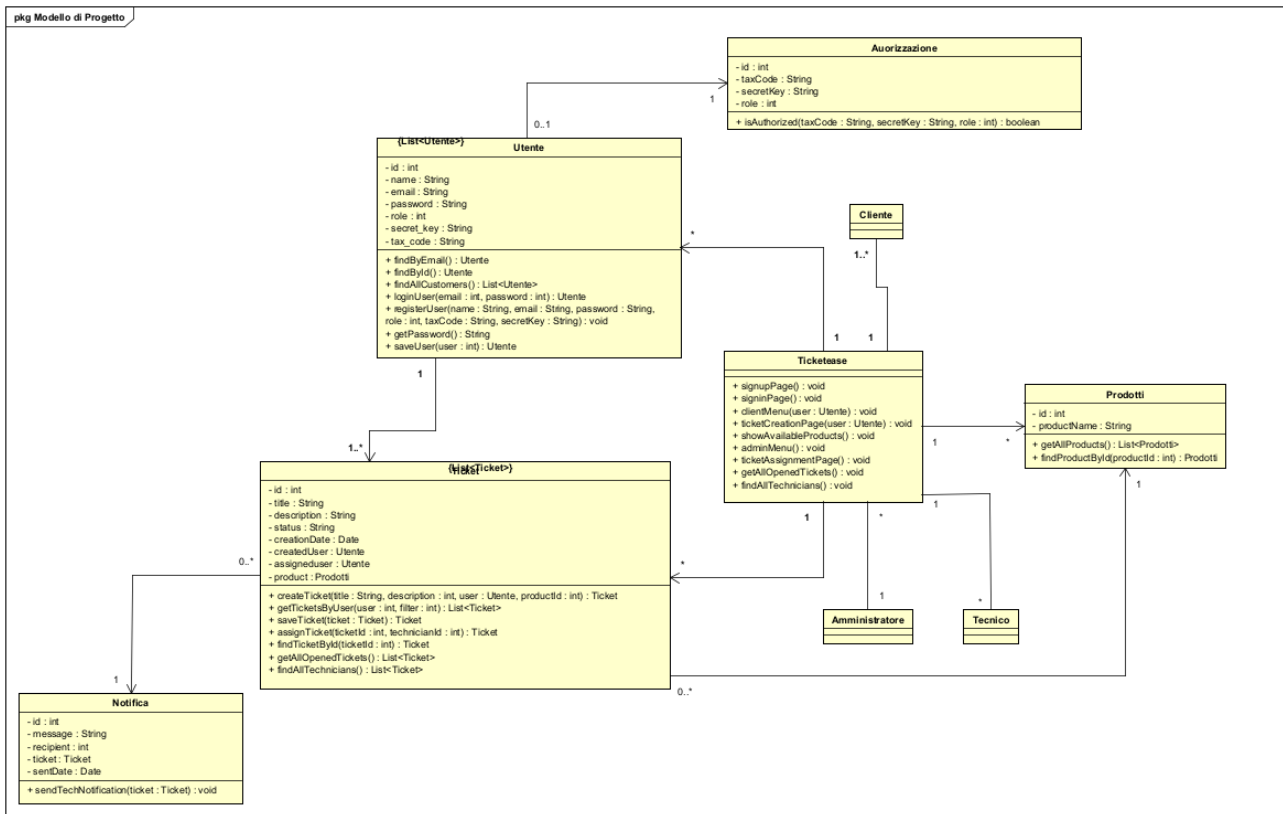 pkg Modello di Progetto
Auorizzazione
- id : int
- taxCode : String
- secretKey : String
- role : int
+ isAuthorized(taxCode : String, secretKey : String, role : int) : boolean
1
0..1
{List<Utente>}
Utente
- id : int
- name : String
- email : String
- password : String
- role : int
- secret_key : String
- tax_code : String
+ findByEmail() : Utente
+ findById() : Utente
+ findAllCustomers() : List<Utente>
+ loginUser(email : int, password : int) : Utente
+ registerUser(name : String, email : String, password : String,
role : int, taxCode : String, secretKey : String) : void
+ getPassword() : String
+ saveUser(user : int) : Utente
*
Cliente
1..*
1
1
1
Ticketease
+ signupPage() : void
+ signinPage() : void
+ clientMenu(user : Utente) : void
+ ticketCreationPage(user : Utente) : void
+ showAvailableProducts() : void
+ adminMenu() : void
+ ticketAssignmentPage() : void
+ getAllOpenedTickets() : void
+ findAllTechnicians() : void
Prodotti
- id : int
- productName : String
+ getAllProducts() : List<Prodotti>
+ findProductById(productId : int) : Prodotti
1
*
1
1..*
{List<Ticket>}
Ticket
- id : int
- title : String
- description : String
- status : String
- creationDate : Date
- createdUser : Utente
- assigneduser : Utente
- product : Prodotti
+ createTicket(title : String, description : int, user : Utente, productId : int) : Ticket
+ getTicketsByUser(user : int, filter : int) : List<Ticket>
+ saveTicket(ticket : Ticket) : Ticket
+ assignTicket(ticketId : int, technicianId : int) : Ticket
+ findTicketById(ticketId : int) : Ticket
+ getAllOpenedTickets() : List<Ticket>
+ findAllTechnicians() : List<Ticket>
1
*
1
*
0..*
*
1
*
Amministratore
Tecnico
0..*
1
Notifica
- id : int
- message : String
- recipient : int
- ticket : Ticket
- sentDate : Date
+ sendTechNotification(ticket : Ticket) : void